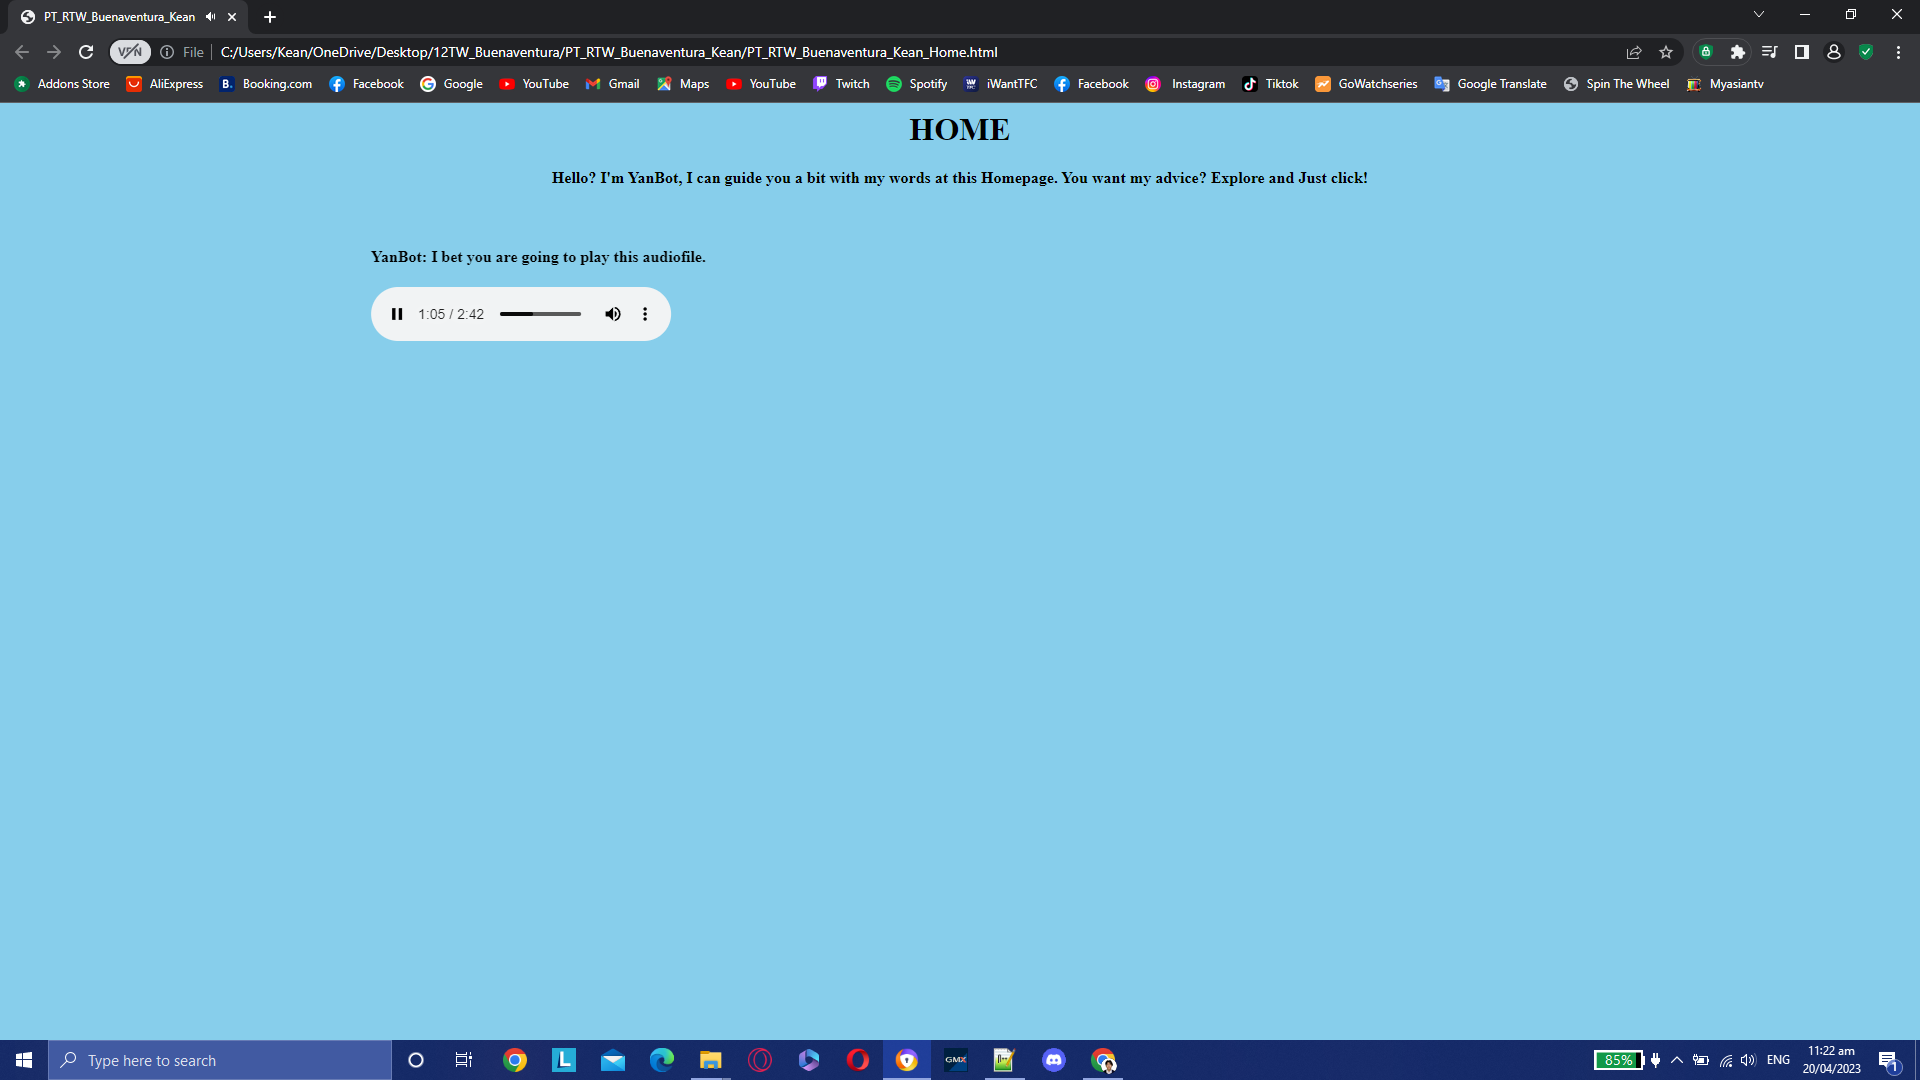 PT_RTW_Buenaventura_Kean
VPN File C:/Users/Kean/OneDrive/Desktop/12TW_Buenaventura/PT_RTW_Buenaventura_Kean/PT_RTW_Buenaventura_Kean_Home.html
Addons Store AliExpress B. Booking.com Facebook Google YouTube Gmail Maps YouTube Twitch Spotify iWantTFC Facebook Instagram Tiktok GoWatchseries Google Translate Spin The Wheel Myasiantv
HOME
Hello? I'm YanBot, I can guide you a bit with my words at this Homepage. You want my advice? Explore and Just click!
YanBot: I bet you are going to play this audiofile.
1:05 / 2:42
Type here to search L GMX 85% ENG 11:22 am
20/04/2023 1